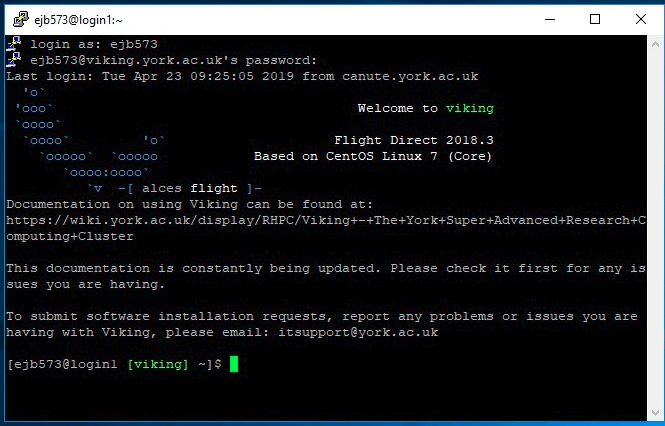 ejb573@login1:~
login as: ejb573
ejb573@viking.york.ac.uk's password:
Last login: Tue Apr 23 09:25:05 2019 from canute.york.ac.uk
'o`
'ooo` Welcome to viking
`oooo`
`oooo` 'o` Flight Direct 2018.3
`ooooo` `ooooo Based on CentOS Linux 7 (Core)
`oooo:oooo`
`v -[ alces flight ]-
Documentation on using Viking can be found at:
https://wiki.york.ac.uk/display/RHPC/Viking+-+The+York+Super+Advanced+Research+C
omputing+Cluster
This documentation is constantly being updated. Please check it first for any is
sues you are having.
To submit software installation requests, report any problems or issues you are
having with Viking, please email: itsupport@york.ac.uk
[ejb573@login1 [viking] ~]$